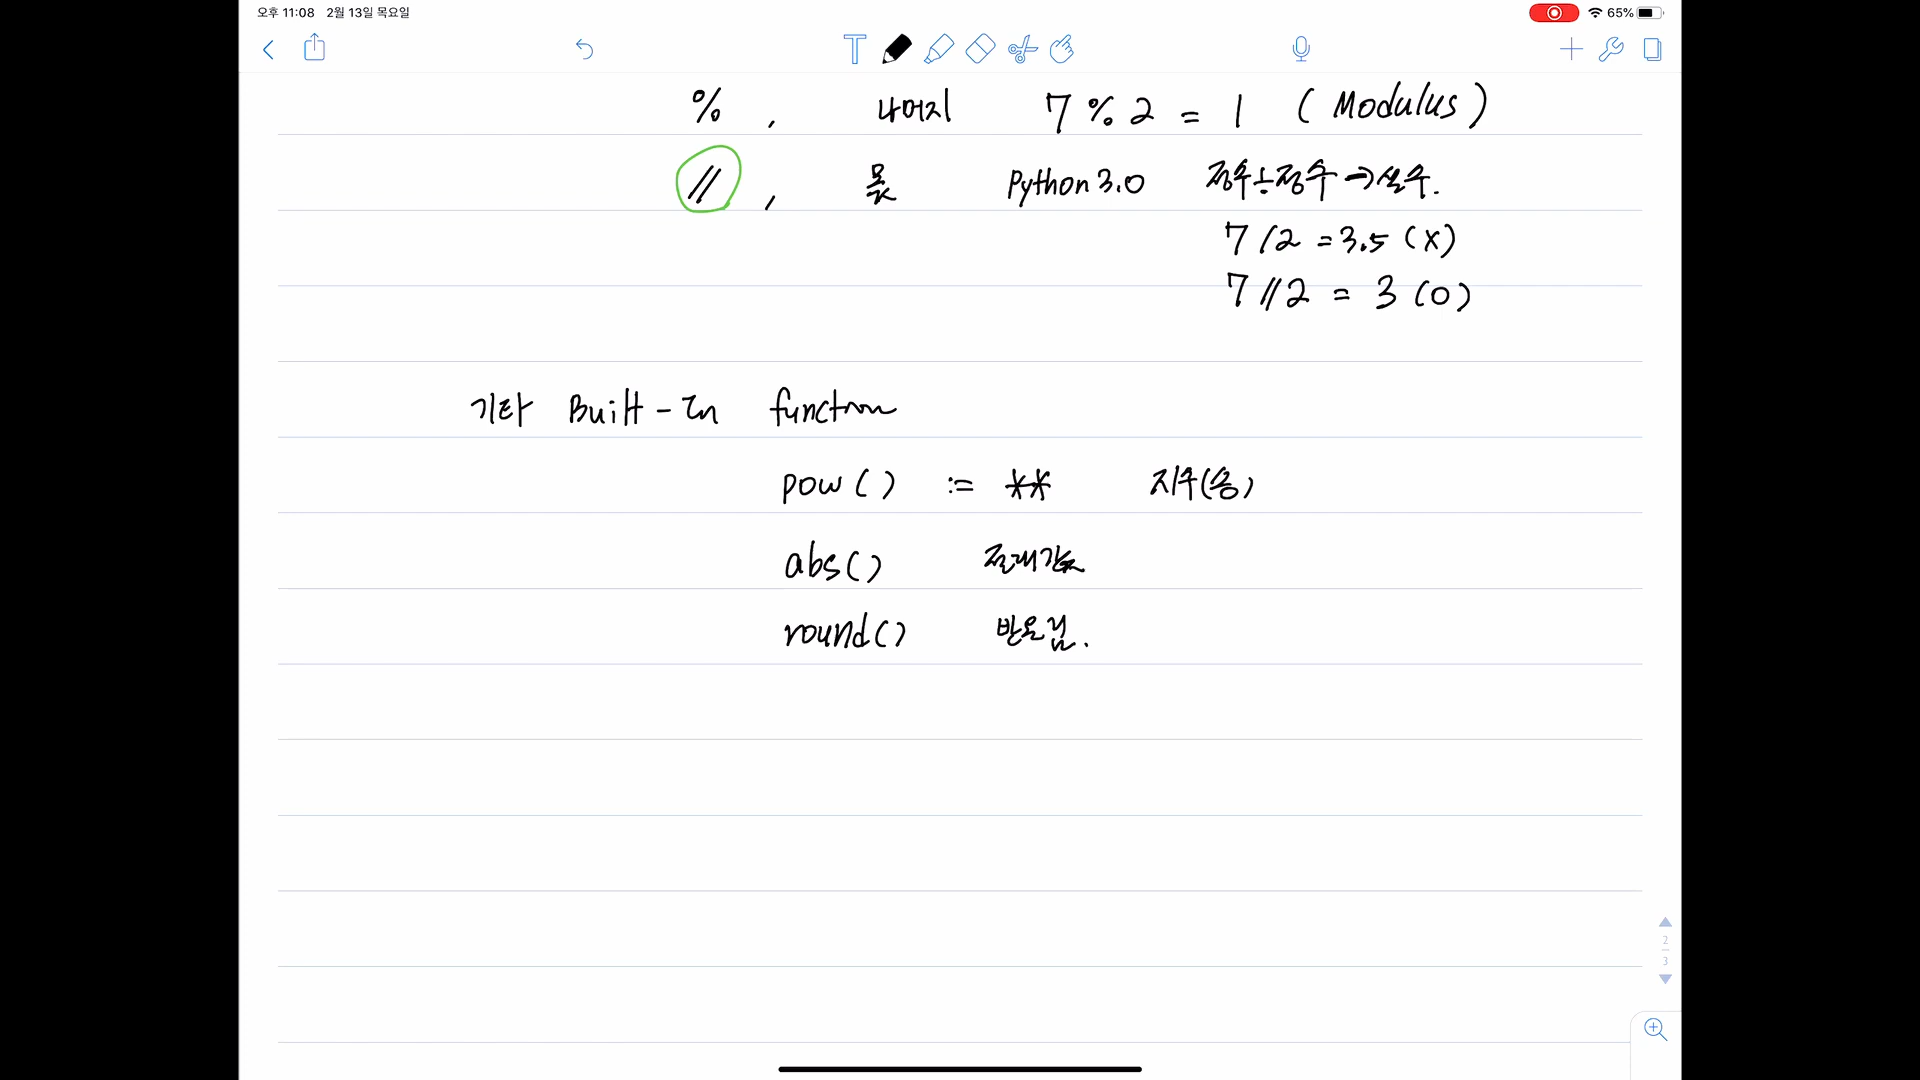 오후 11:08 2월 13일 목요일 65%
% , 나머지 7 % 2 = 1 (Modulus)
// , 몫 Python 3.0 정수÷정수→실수.
7 / 2 = 3.5 (X)
7 // 2 = 3 (O)
기타 Built-In function
pow() := ** 지수(승)
abs() 절대값
round() 반올림.
2
3